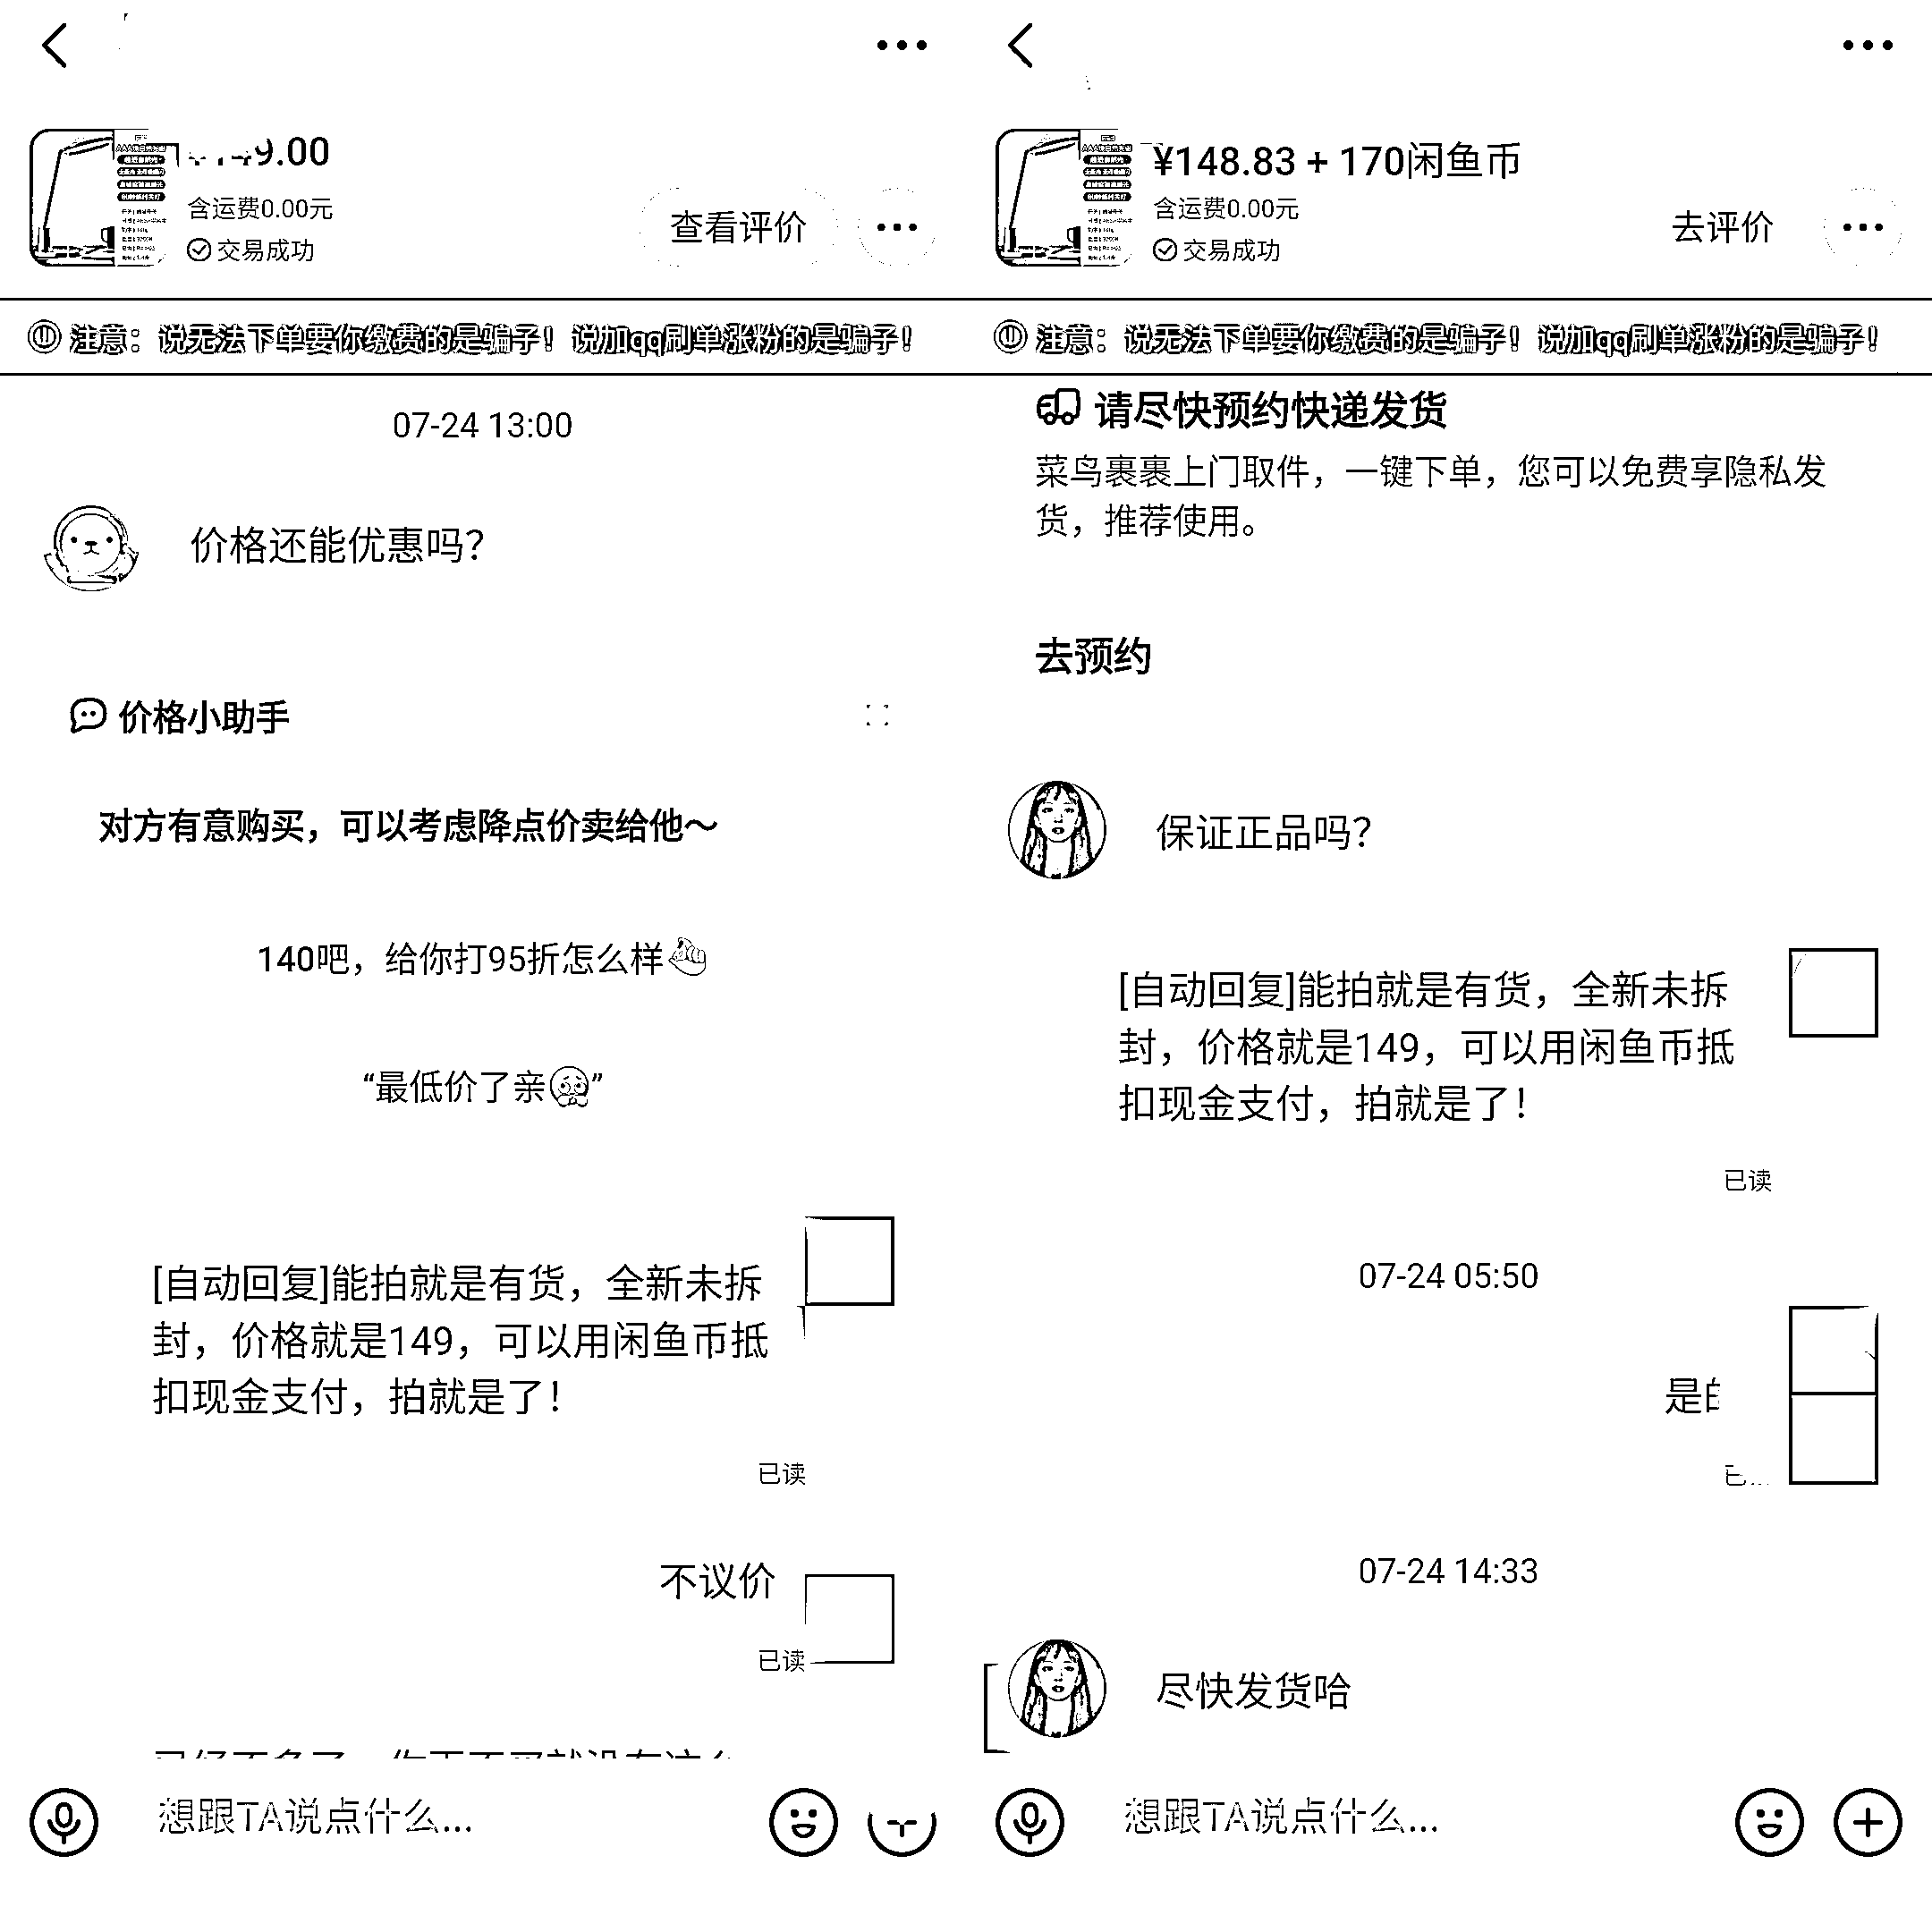 9.00
含运费0.00元
交易成功
查看评价
注意：说无法下单要你缴费的是骗子！说加qq刷单涨粉的是骗子！
07-24 13:00
价格还能优惠吗？
价格小助手
对方有意购买，可以考虑降点价卖给他～
140吧，给你打95折怎么样
“最低价了亲”
[自动回复]能拍就是有货，全新未拆
封，价格就是149，可以用闲鱼币抵
扣现金支付，拍就是了！
已读
不议价
已读
想跟TA说点什么...
¥148.83 + 170闲鱼币
含运费0.00元
交易成功
去评价
注意：说无法下单要你缴费的是骗子！说加qq刷单涨粉的是骗子！
请尽快预约快递发货
菜鸟裹裹上门取件，一键下单，您可以免费享隐私发
货，推荐使用。
去预约
保证正品吗？
[自动回复]能拍就是有货，全新未拆
封，价格就是149，可以用闲鱼币抵
扣现金支付，拍就是了！
已读
07-24 05:50
是
07-24 14:33
尽快发货哈
想跟TA说点什么...